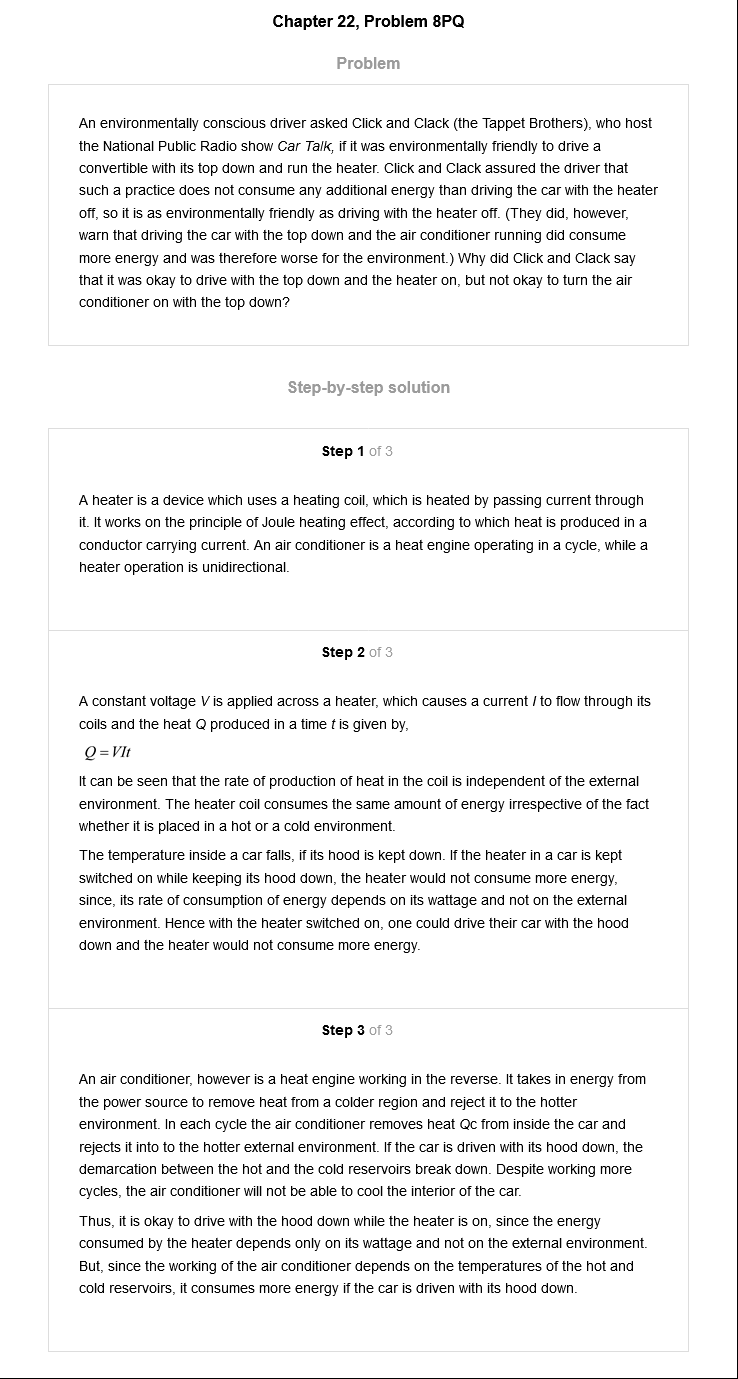 Chapter 22, Problem 8PQ
Problem
An environmentally conscious driver asked Click and Clack (the Tappet Brothers), who host
the National Public Radio show Car Talk, if it was environmentally friendly to drive a
convertible with its top down and run the heater. Click and Clack assured the driver that
such a practice does not consume any additional energy than driving the car with the heater
off, so it is as environmentally friendly as driving with the heater off. (They did, however,
warn that driving the car with the top down and the air conditioner running did consume
more energy and was therefore worse for the environment.) Why did Click and Clack say
that it was okay to drive with the top down and the heater on, but not okay to turn the air
conditioner on with the top down?
Step-by-step solution
Step 1 of 3
A heater is a device which uses a heating coil, which is heated by passing current through
it. It works on the principle of Joule heating effect, according to which heat is produced in a
conductor carrying current. An air conditioner is a heat engine operating in a cycle, while a
heater operation is unidirectional.
Step 2 of 3
A constant voltage V is applied across a heater, which causes a current I to flow through its
coils and the heat Q produced in a time t is given by,
Q = VIt
It can be seen that the rate of production of heat in the coil is independent of the external
environment. The heater coil consumes the same amount of energy irrespective of the fact
whether it is placed in a hot or a cold environment.
The temperature inside a car falls, if its hood is kept down. If the heater in a car is kept
switched on while keeping its hood down, the heater would not consume more energy,
since, its rate of consumption of energy depends on its wattage and not on the external
environment. Hence with the heater switched on, one could drive their car with the hood
down and the heater would not consume more energy.
Step 3 of 3
An air conditioner, however is a heat engine working in the reverse. It takes in energy from
the power source to remove heat from a colder region and reject it to the hotter
environment. In each cycle the air conditioner removes heat Qc from inside the car and
rejects it into to the hotter external environment. If the car is driven with its hood down, the
demarcation between the hot and the cold reservoirs break down. Despite working more
cycles, the air conditioner will not be able to cool the interior of the car.
Thus, it is okay to drive with the hood down while the heater is on, since the energy
consumed by the heater depends only on its wattage and not on the external environment.
But, since the working of the air conditioner depends on the temperatures of the hot and
cold reservoirs, it consumes more energy if the car is driven with its hood down.